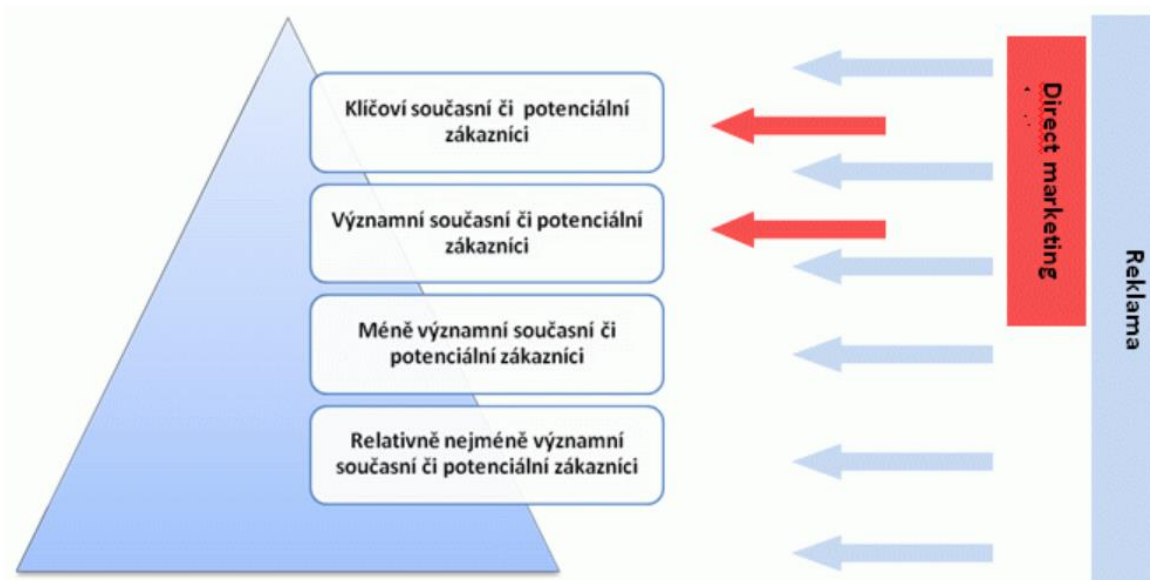 Klíčoví současní či potenciální
zákazníci
Významní současní či potenciální
zákazníci
Méně významní současní či
potenciální zákazníci
Relativně nejméně významní
současní či potenciální zákazníci
Direct marketing
Reklama